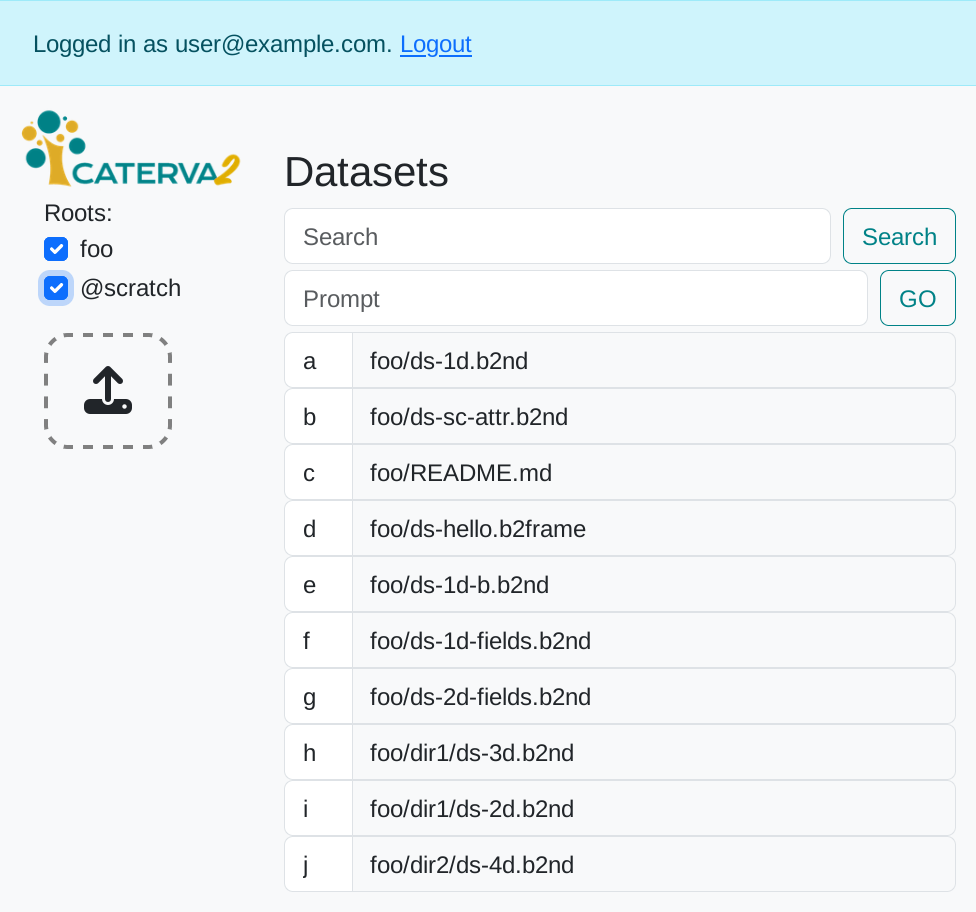 Logged in as user@example.com. Logout
CATERVA2
Roots:
foo
@scratch
Datasets
Search Search
Prompt GO
a foo/ds-1d.b2nd
b foo/ds-sc-attr.b2nd
c foo/README.md
d foo/ds-hello.b2frame
e foo/ds-1d-b.b2nd
f foo/ds-1d-fields.b2nd
g foo/ds-2d-fields.b2nd
h foo/dir1/ds-3d.b2nd
i foo/dir1/ds-2d.b2nd
j foo/dir2/ds-4d.b2nd